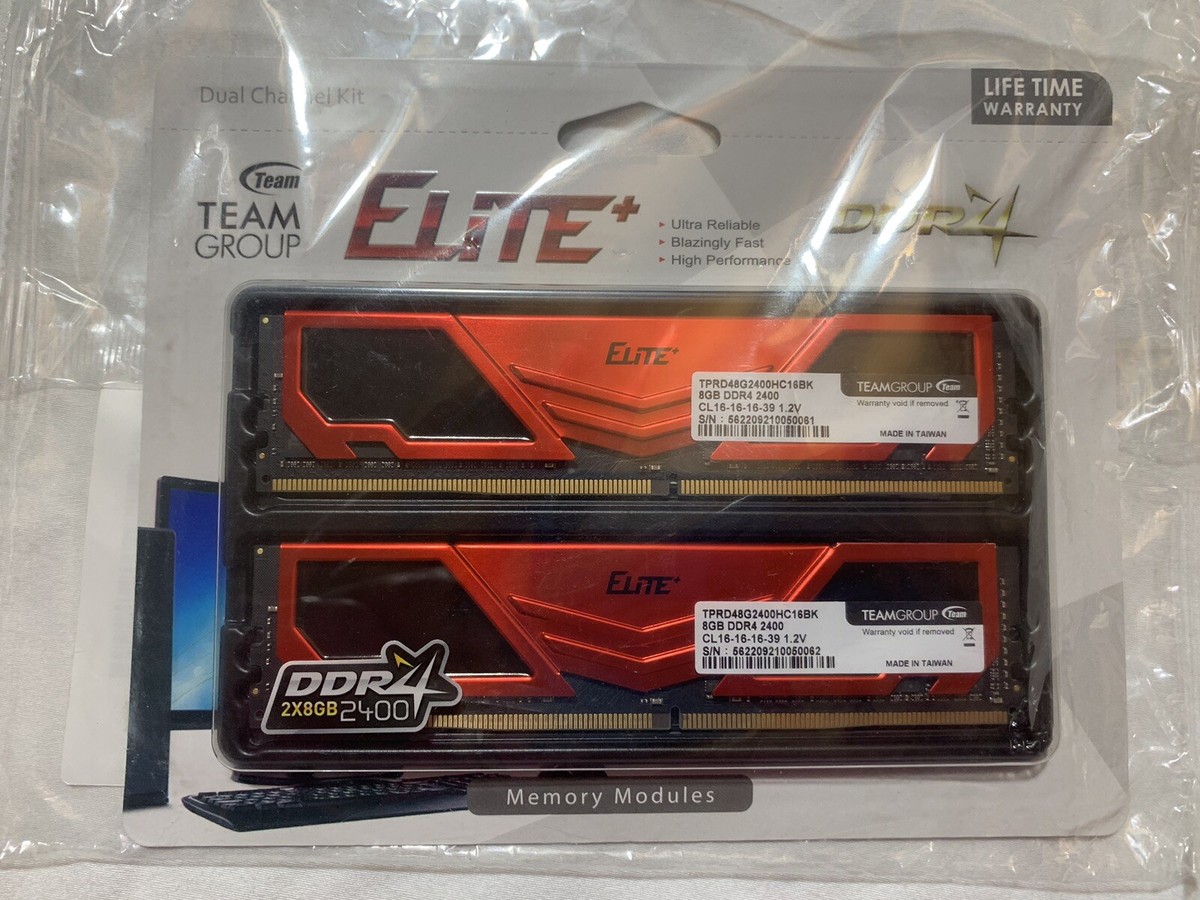 Dual Channel Kit
LIFE TIME
WARRANTY
Team
TEAM
GROUP
ELiTE+
Ultra Reliable
Blazingly Fast
High Performance
DDR4
ELiTE+
TPRD48G2400HC16BK
8GB DDR4 2400
CL16-16-16-39 1.2V
S/N : 562209210050061
TEAMGROUP Team
Warranty void if removed
MADE IN TAIWAN
ELiTE+
TPRD48G2400HC16BK
8GB DDR4 2400
CL16-16-16-39 1.2V
S/N : 562209210050062
TEAMGROUP Team
Warranty void if removed
MADE IN TAIWAN
DDR4
2X8GB 2400
Memory Modules